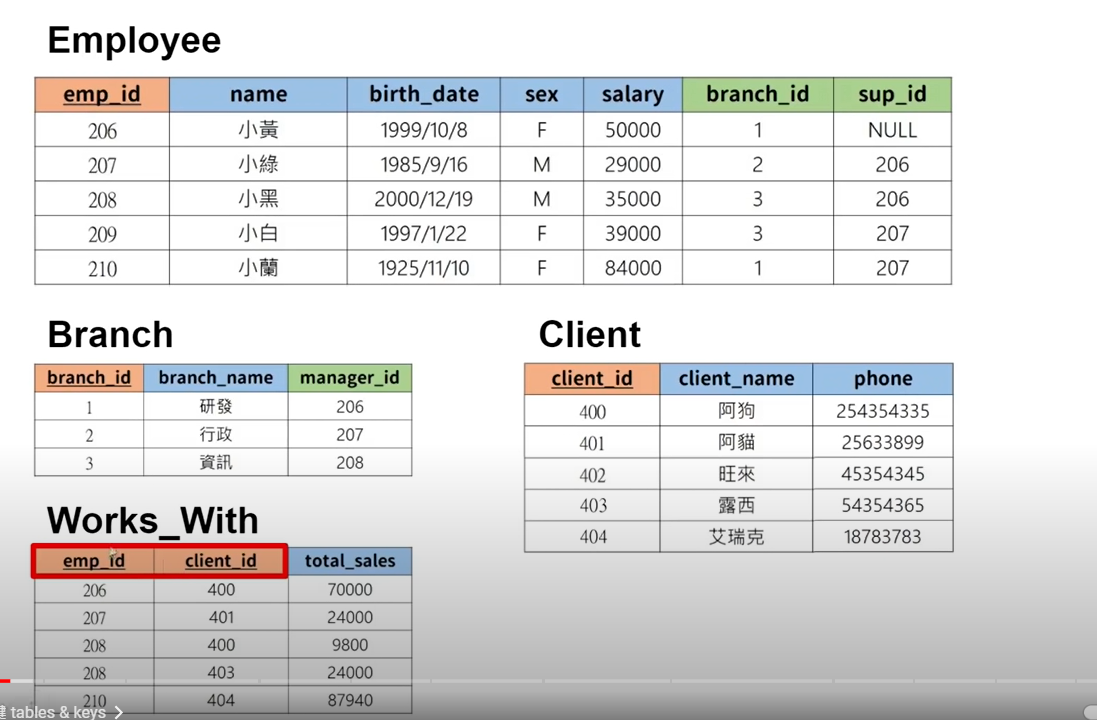 Employee
emp_id name birth_date sex salary branch_id sup_id
206 小黃 1999/10/8 F 50000 1 NULL
207 小綠 1985/9/16 M 29000 2 206
208 小黑 2000/12/19 M 35000 3 206
209 小白 1997/1/22 F 39000 3 207
210 小蘭 1925/11/10 F 84000 1 207
Branch
branch_id branch_name manager_id
1 研發 206
2 行政 207
3 資訊 208
Client
client_id client_name phone
400 阿狗 254354335
401 阿貓 25633899
402 旺來 45354345
403 露西 54354365
404 艾瑞克 18783783
Works_With
emp_id client_id total_sales
206 400 70000
207 401 24000
208 400 9800
208 403 24000
210 404 87940
tables & keys